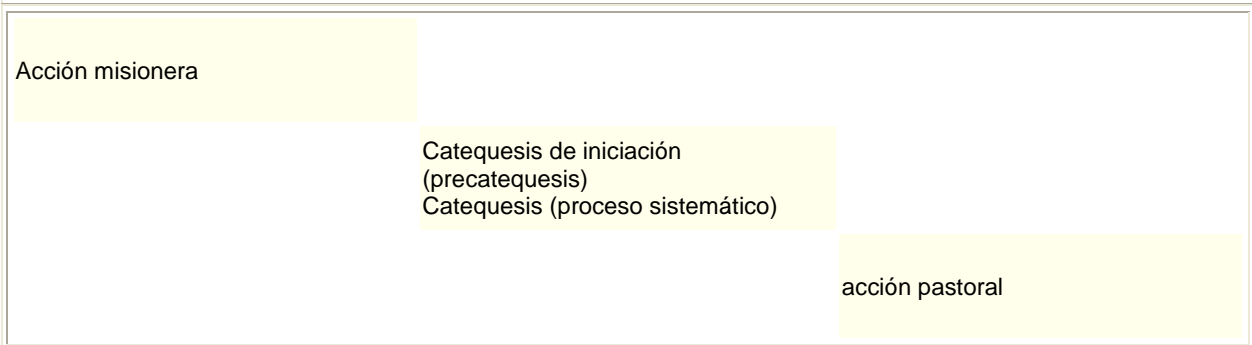 Acción misionera
Catequesis de iniciación
(precatequesis)
Catequesis (proceso sistemático)
acción pastoral